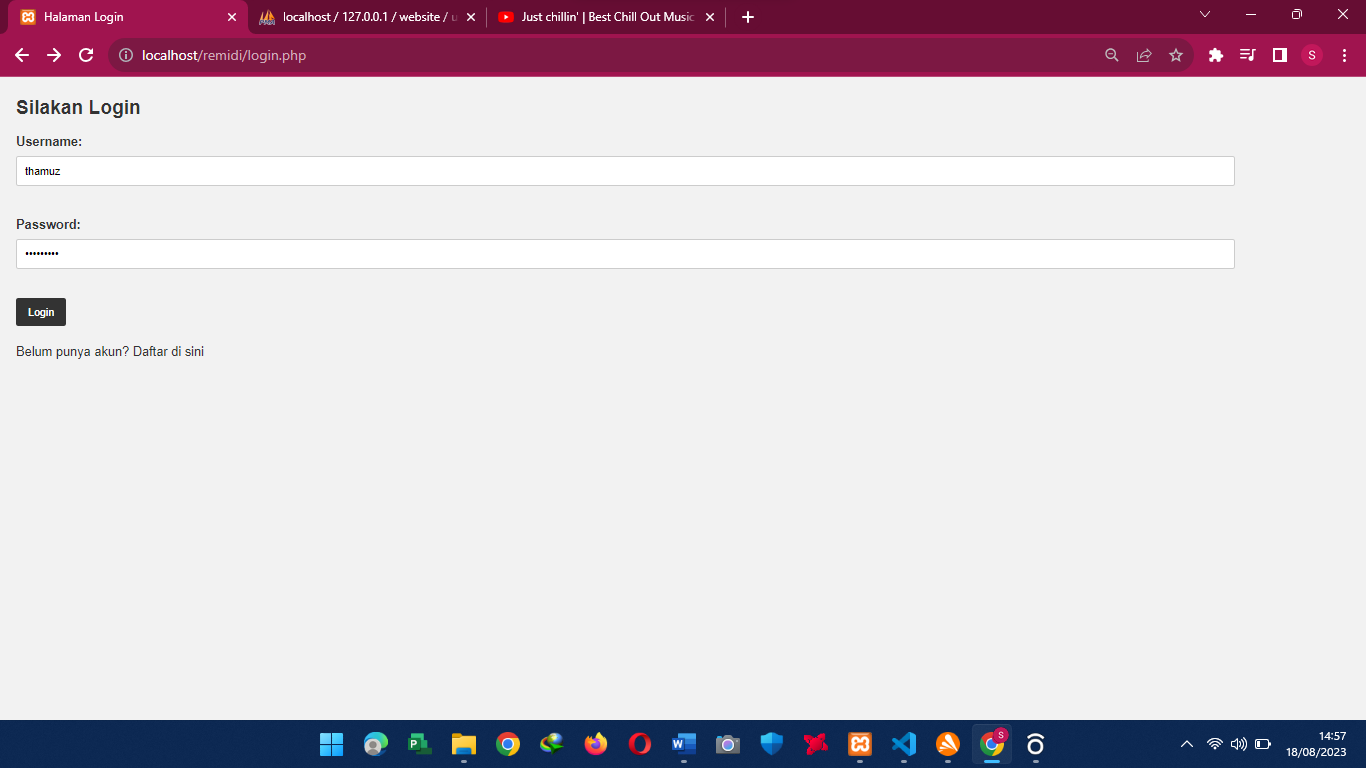 Halaman Login
localhost / 127.0.0.1 / website / u
Just chillin' | Best Chill Out Music
localhost/remidi/login.php
S
Silakan Login
Username:
thamuz
Password:
•••••••••
Login
Belum punya akun? Daftar di sini
14:57
18/08/2023